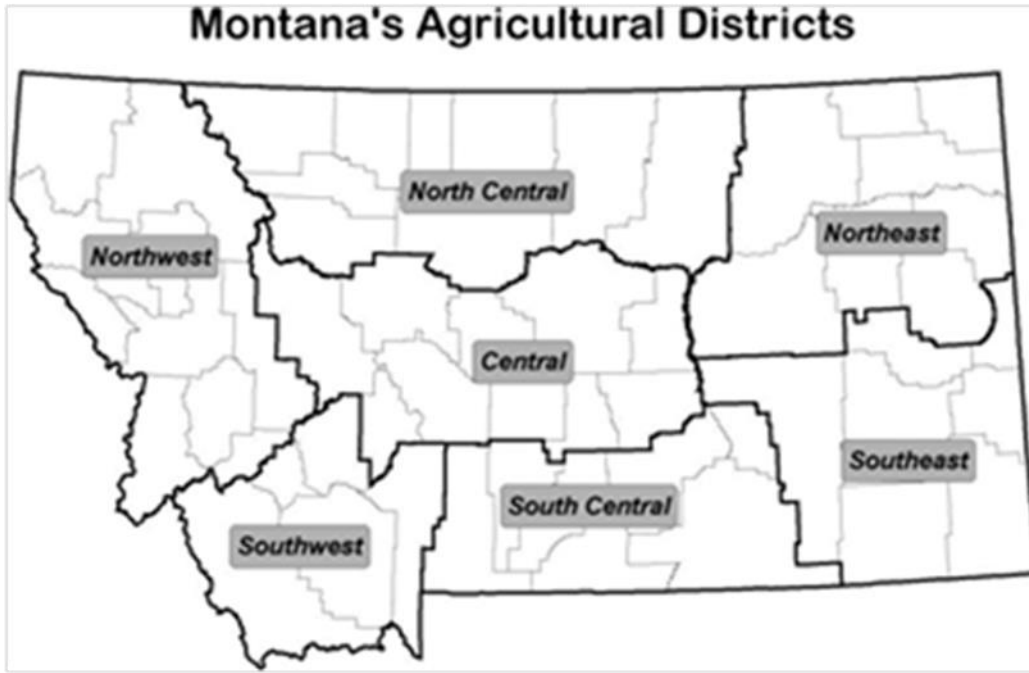 Montana's Agricultural Districts
North Central
Northeast
Northwest
Central
Southeast
South Central
Southwest